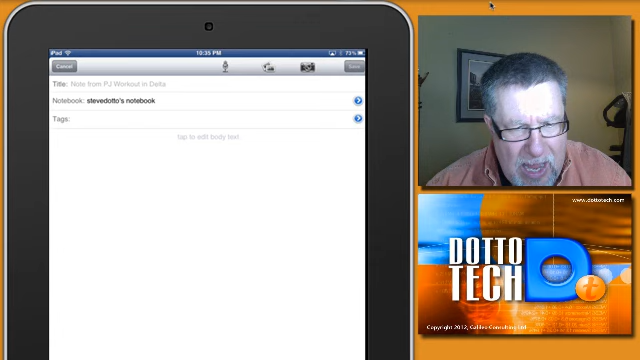 iPad
10:35 PM
73%
Cancel
Save
Title: Note from PJ Workout in Delta
Notebook: stevedotto's notebook
Tags:
tap to edit body text
www.dottotech.com
DOTTO
TECH
D
t
Copyright 2012, Galileo Consulting Ltd.